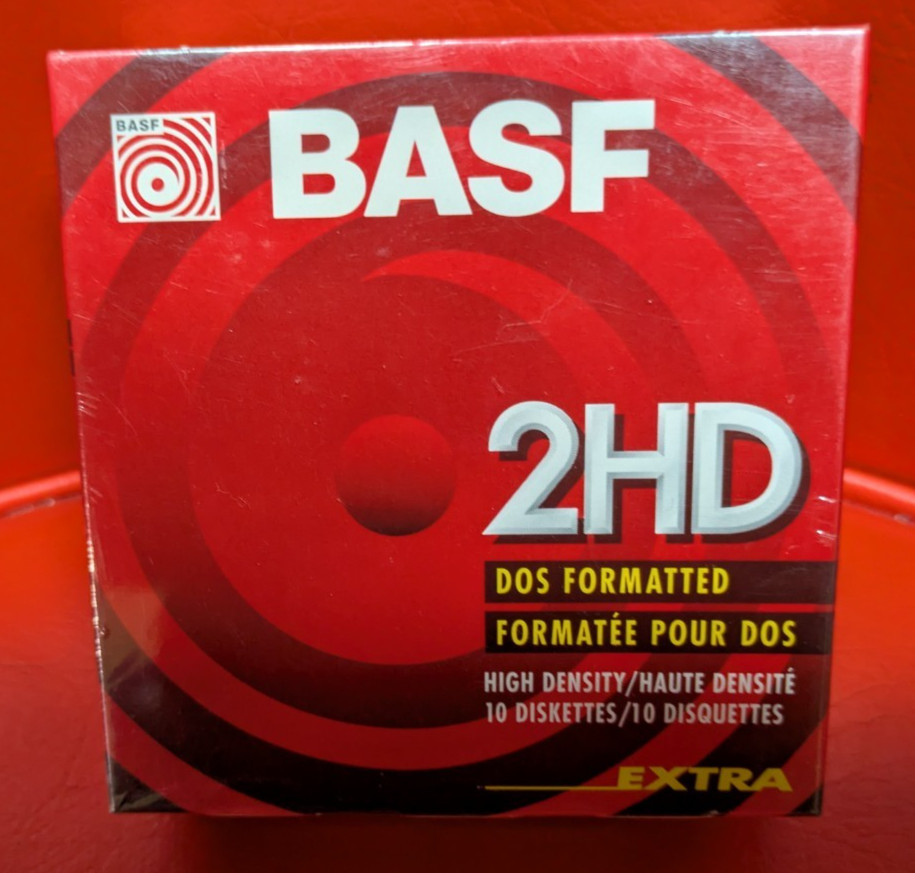 BASF
BASF
2HD
DOS FORMATTED
FORMATÉE POUR DOS
HIGH DENSITY/HAUTE DENSITÉ
10 DISKETTES/10 DISQUETTES
EXTRA